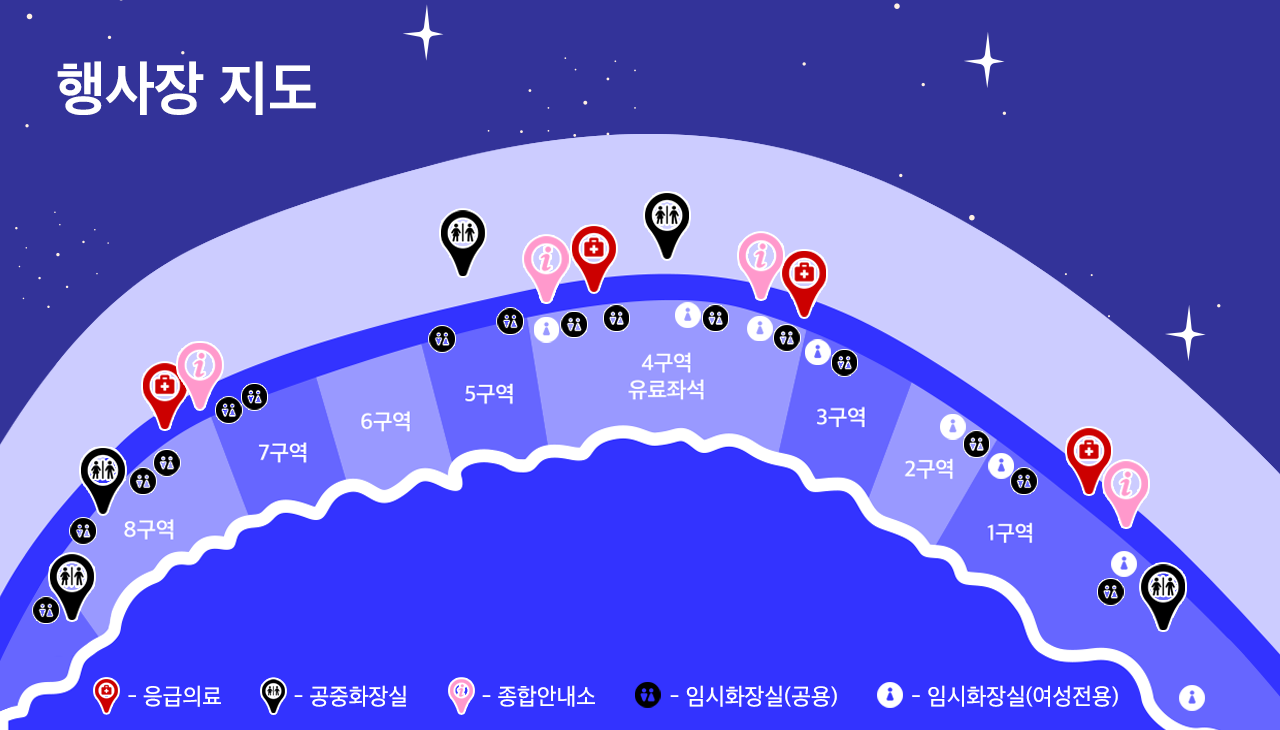 행사장 지도
4구역
유료좌석
5구역
3구역
6구역
7구역
2구역
8구역
1구역
- 응급의료
- 공중화장실
- 종합안내소
- 임시화장실(공용)
- 임시화장실(여성전용)